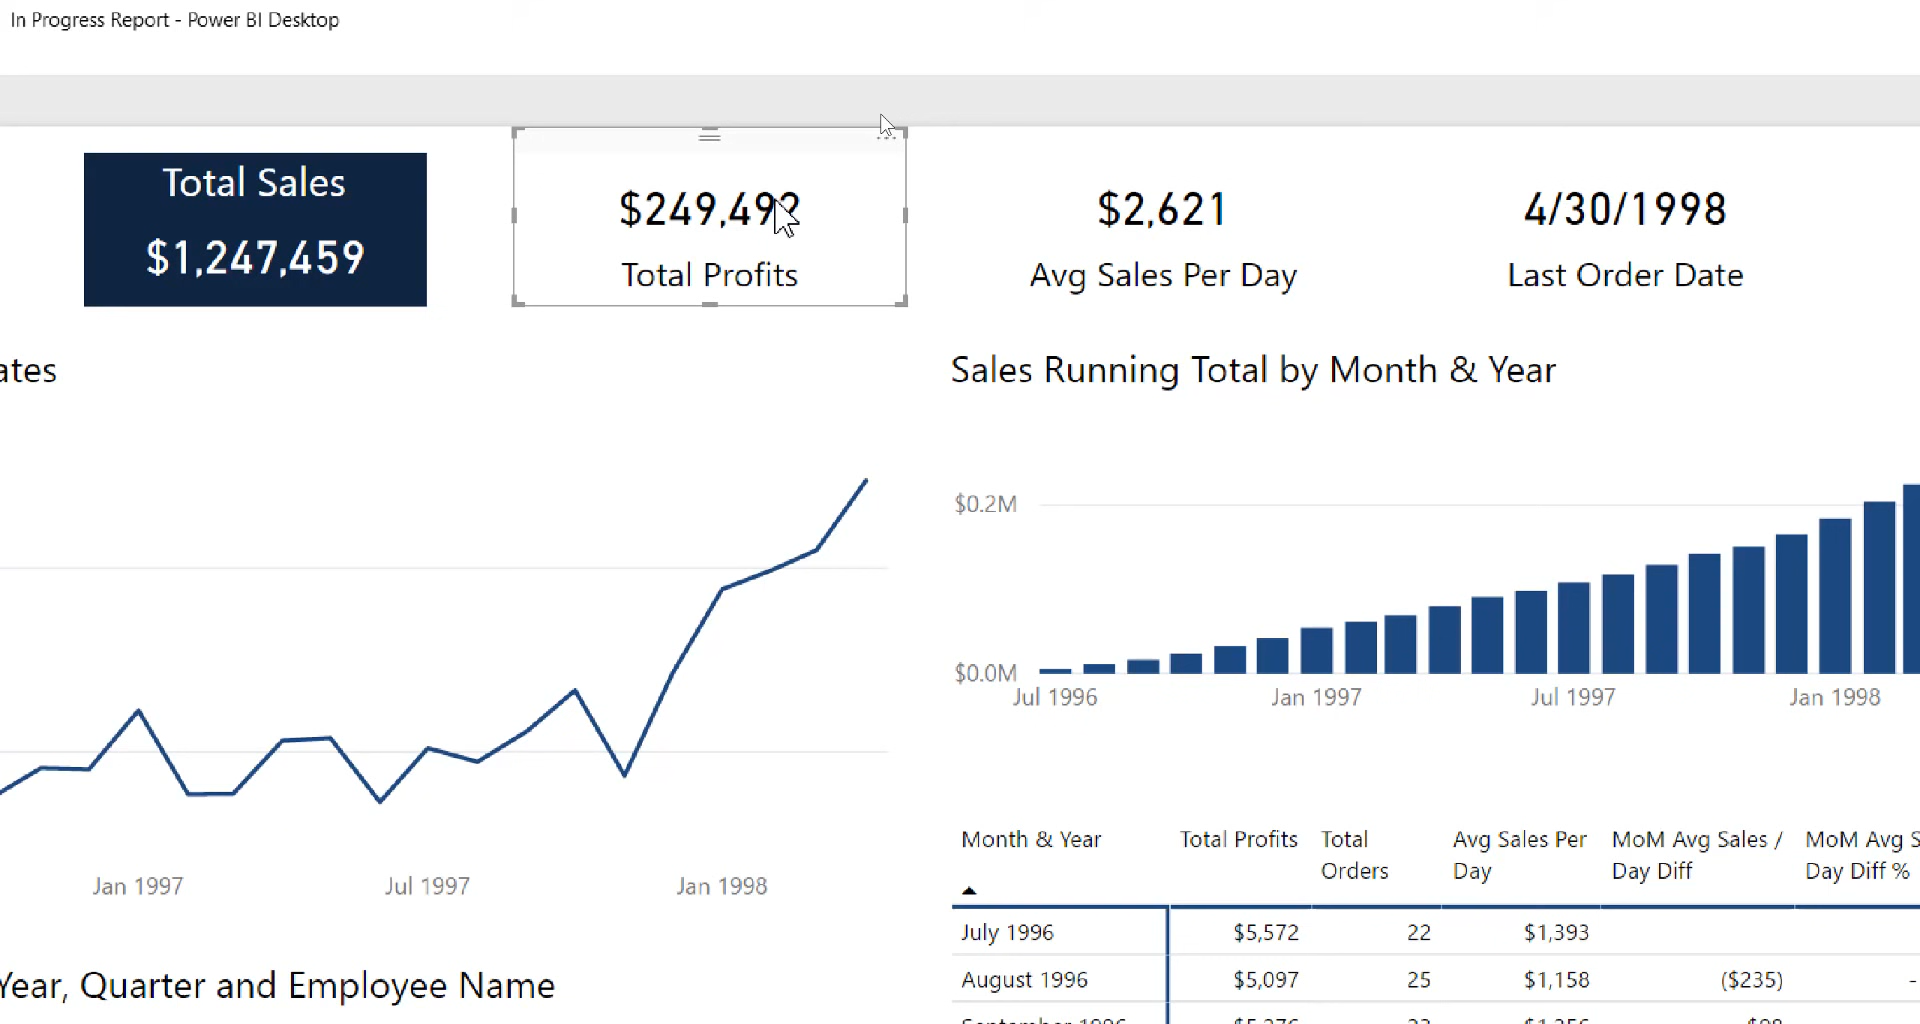 In Progress Report - Power BI Desktop
Total Sales
$1,247,459
Total Profits
$2,621
Avg Sales Per Day
4/30/1998
Last Order Date
ates
Jan 1997 Jul 1997 Jan 1998
Sales Running Total by Month & Year
$0.2M
$0.0M
Jul 1996 Jan 1997 Jul 1997 Jan 1998
Year, Quarter and Employee Name
Month & Year Total Profits Total Orders Avg Sales Per Day MoM Avg Sales / Day Diff MoM Avg S Day Diff %
July 1996 $5,572 22 $1,393
August 1996 $5,097 25 $1,158 ($235) -